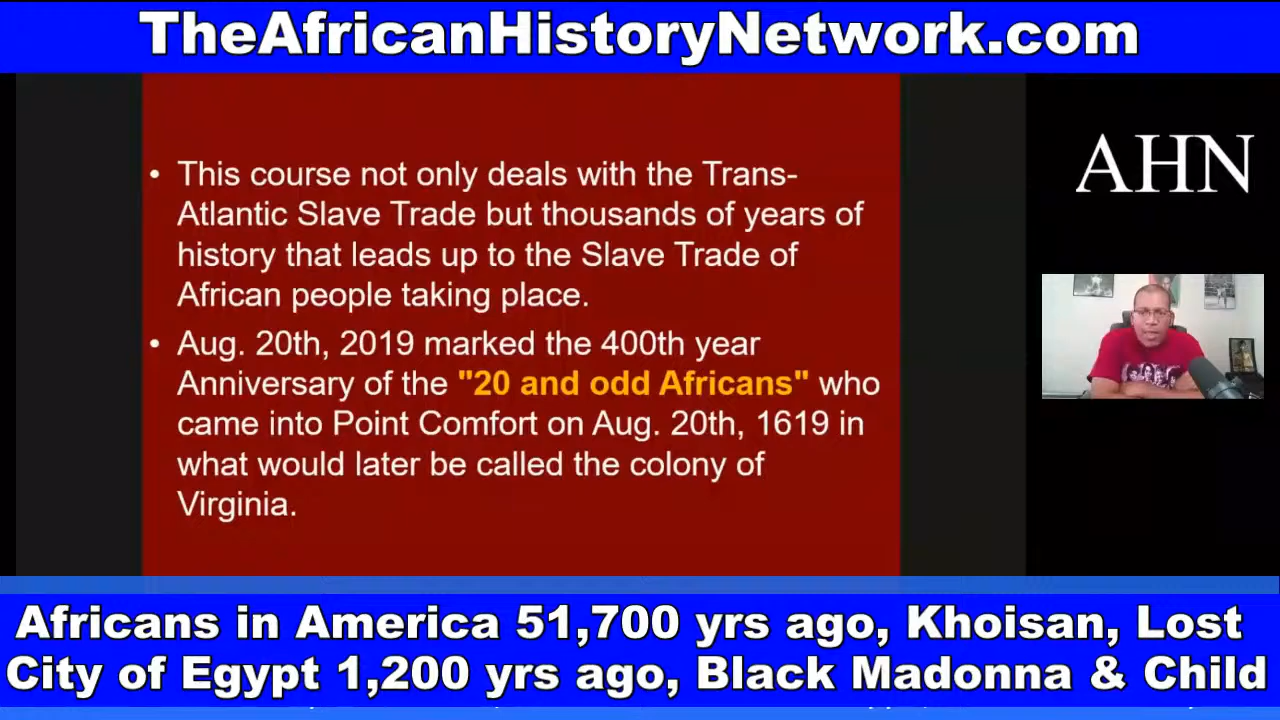 TheAfricanHistoryNetwork.com
• This course not only deals with the Trans-
Atlantic Slave Trade but thousands of years of
history that leads up to the Slave Trade of
African people taking place.
• Aug. 20th, 2019 marked the 400th year
Anniversary of the "20 and odd Africans" who
came into Point Comfort on Aug. 20th, 1619 in
what would later be called the colony of
Virginia.
AHN
Africans in America 51,700 yrs ago, Khoisan, Lost
City of Egypt 1,200 yrs ago, Black Madonna & Child